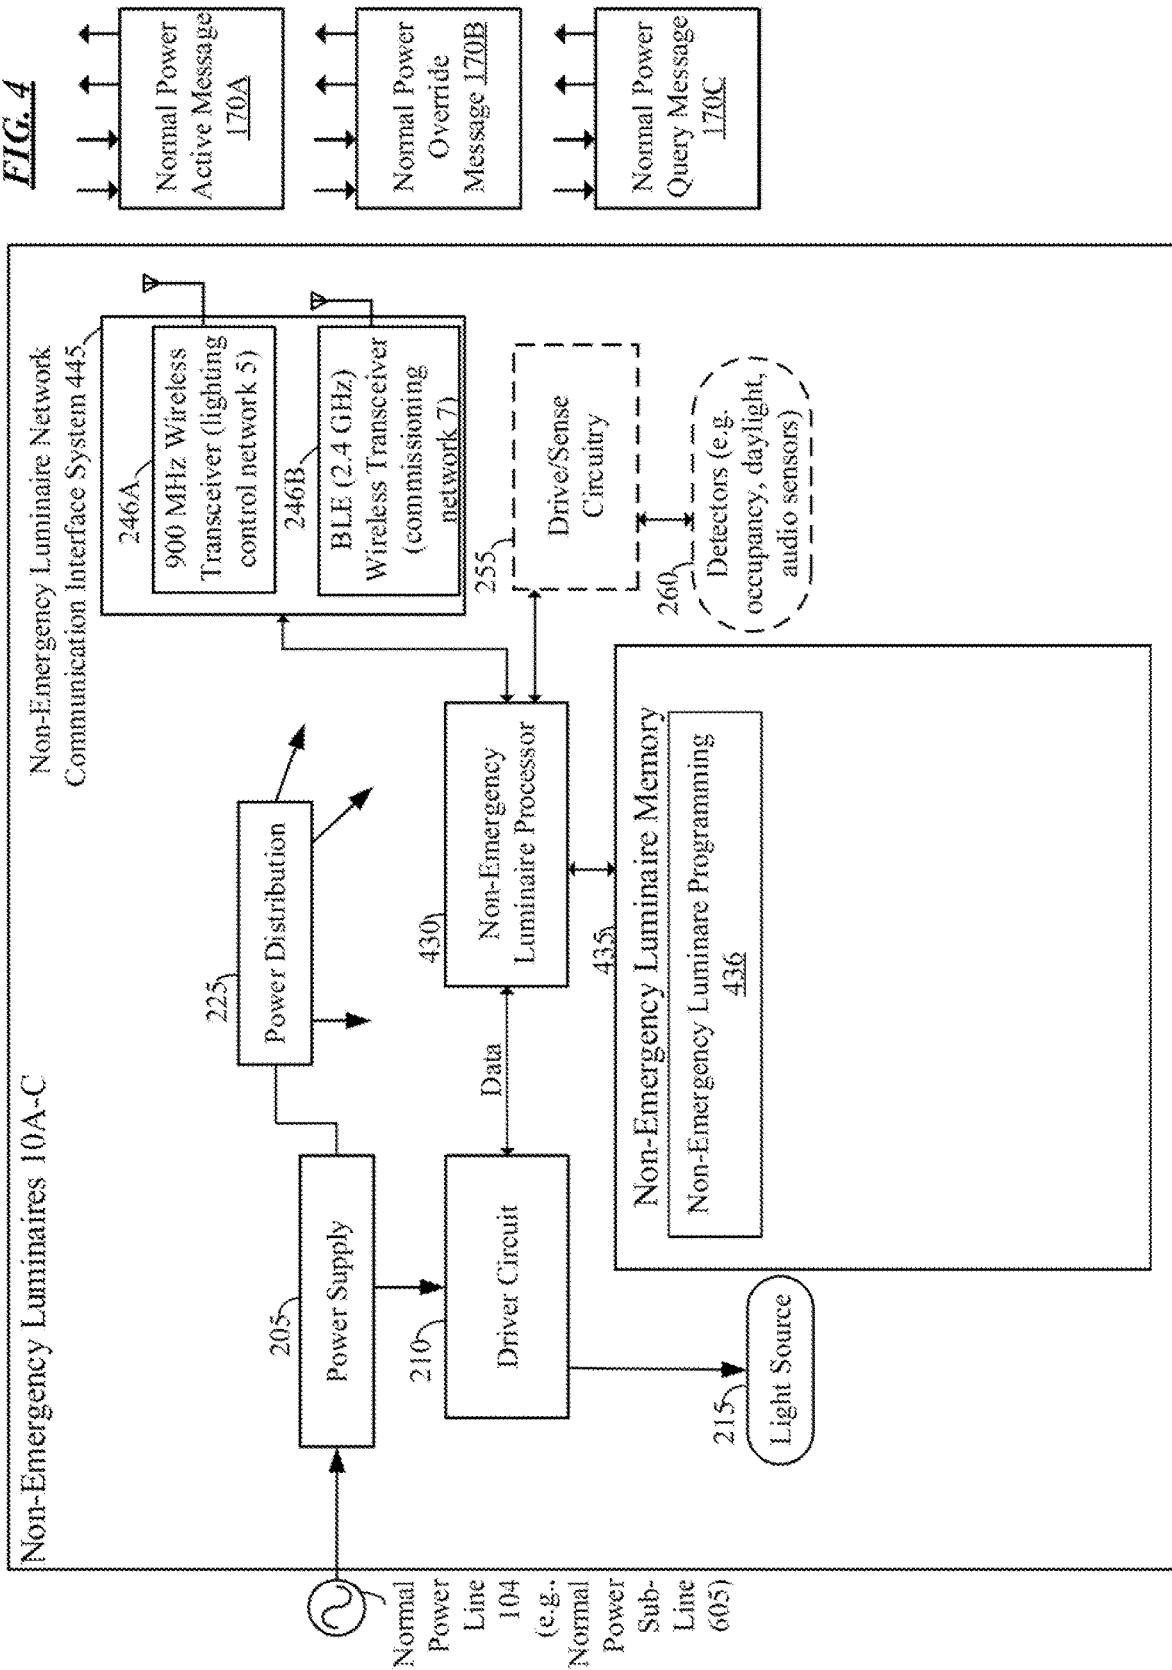 FIG. 4
Non-Emergency Luminaires 10A-C
Non-Emergency Luminaire Network
Communication Interface System 445
246A
900 MHz Wireless
Transceiver (lighting
control network 5)
246B
BLE (2.4 GHz)
Wireless Transceiver
(commissioning
network 7)
Normal Power
Active Message
170A
Normal Power
Override
Message 170B
Normal Power
Query Message
170C
225
Power Distribution
205
Power Supply
Normal
Power
Line
104
(e.g.,
Normal
Power
Sub-
Line
605)
210
Driver Circuit
Data
430
Non-Emergency
Luminaire Processor
255
Drive/Sense
Circuitry
260
Detectors (e.g.
occupancy, daylight,
audio sensors)
435
Non-Emergency Luminaire Memory
Non-Emergency Luminare Programming
436
215
Light Source